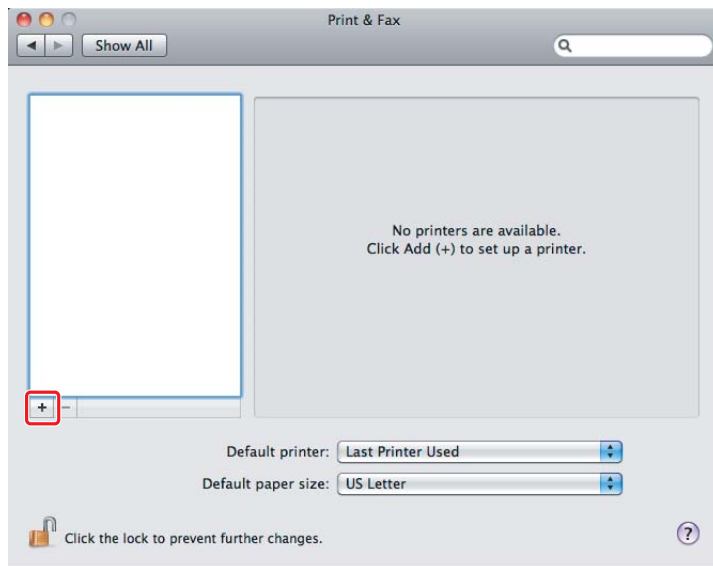 Print & Fax
Show All
No printers are available.
Click Add (+) to set up a printer.
+ −
Default printer: Last Printer Used
Default paper size: US Letter
Click the lock to prevent further changes.
?